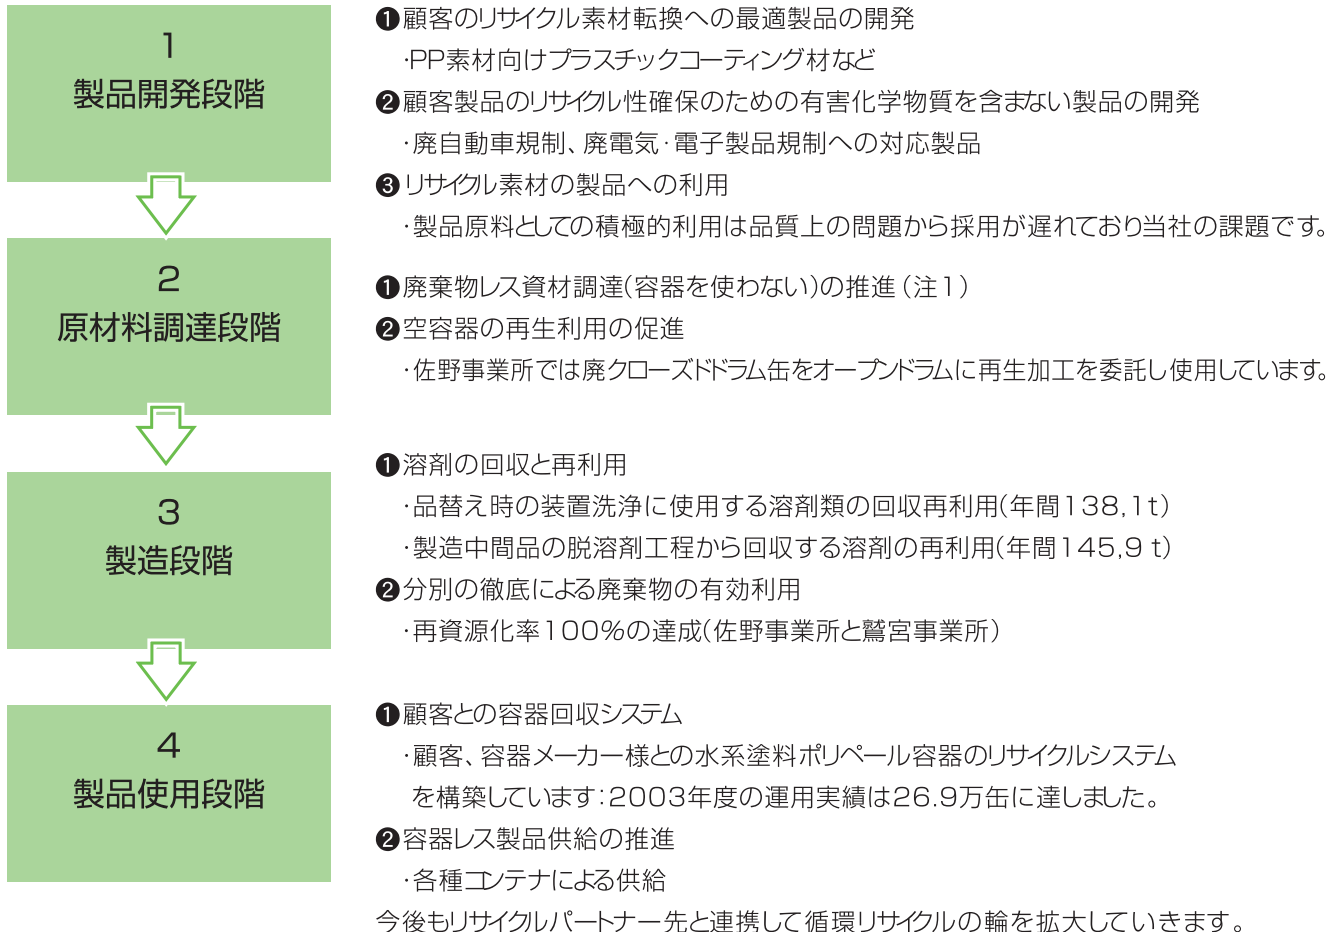 1
製品開発段階
❶顧客のリサイクル素材転換への最適製品の開発
・PP素材向けプラスチックコーティング材など
❷顧客製品のリサイクル性確保のための有害化学物質を含まない製品の開発
・廃自動車規制、廃電気・電子製品規制への対応製品
❸リサイクル素材の製品への利用
・製品原料としての積極的利用は品質上の問題から採用が遅れており当社の課題です。
2
原材料調達段階
❶廃棄物レス資材調達(容器を使わない)の推進（注1）
❷空容器の再生利用の促進
・佐野事業所では廃クローズドドラム缶をオープンドラムに再生加工を委託し使用しています。
3
製造段階
❶溶剤の回収と再利用
・品替え時の装置洗浄に使用する溶剤類の回収再利用(年間138,1t)
・製造中間品の脱溶剤工程から回収する溶剤の再利用(年間145,9 t)
❷分別の徹底による廃棄物の有効利用
・再資源化率100%の達成(佐野事業所と鷲宮事業所)
4
製品使用段階
❶顧客との容器回収システム
・顧客、容器メーカー様との水系塗料ポリペール容器のリサイクルシステム
を構築しています：2003年度の運用実績は26.9万缶に達しました。
❷容器レス製品供給の推進
・各種コンテナによる供給
今後もリサイクルパートナー先と連携して循環リサイクルの輪を拡大していきます。